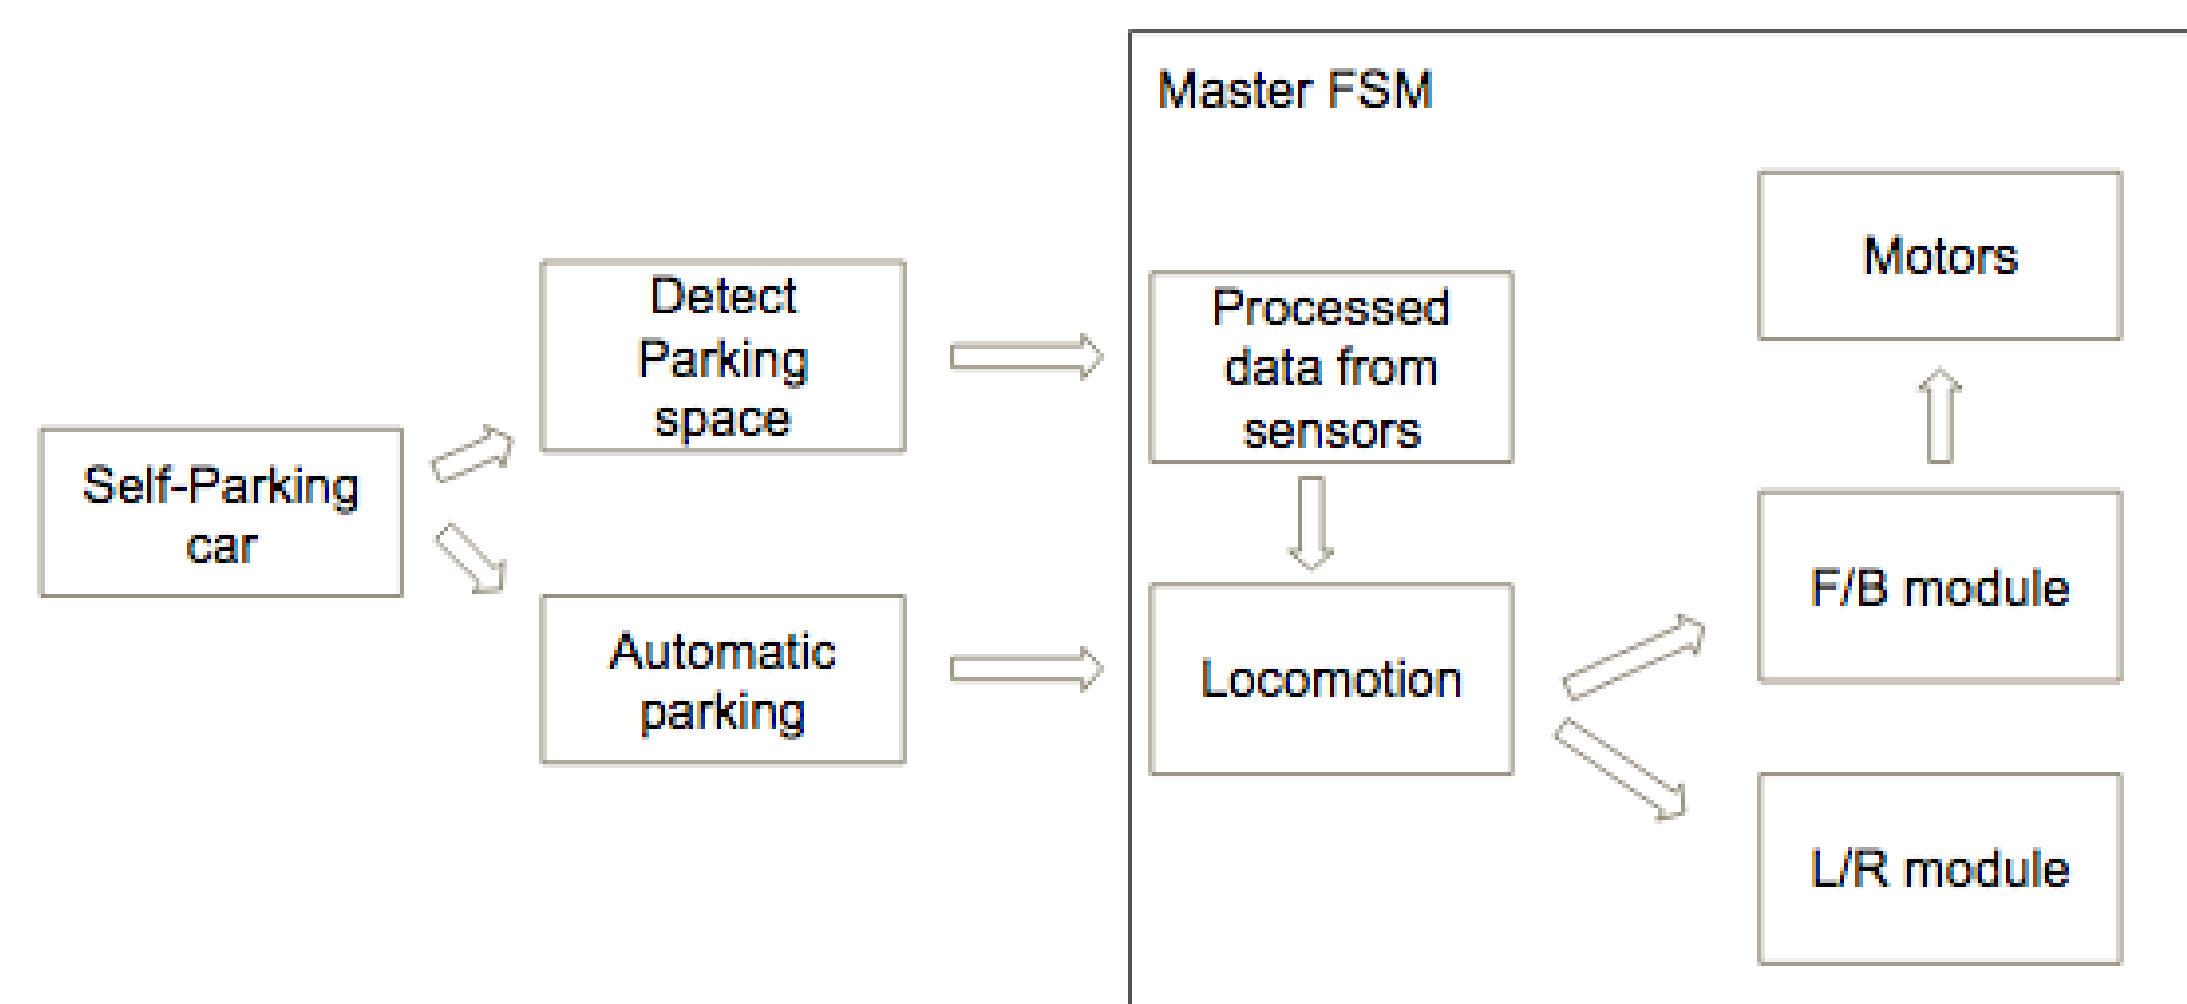 Master FSM
Self-Parking
car
Detect
Parking
space
Automatic
parking
Processed
data from
sensors
Locomotion
Motors
F/B module
L/R module